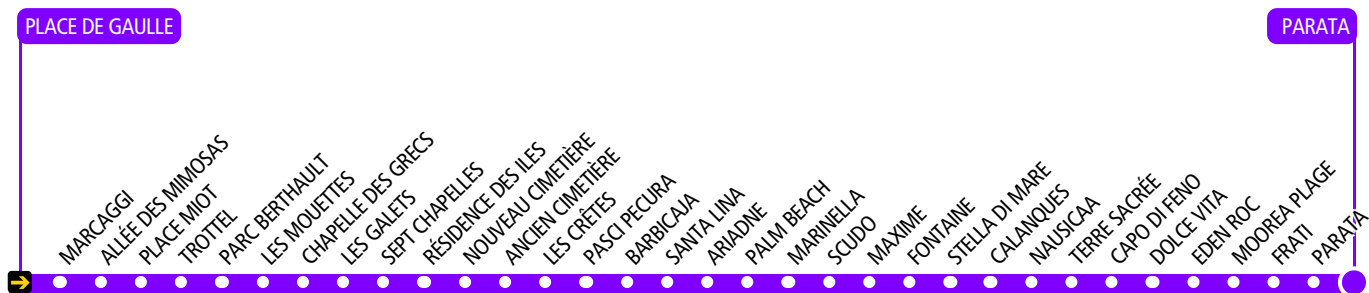 PLACE DE GAULLE
PARATA
MARCAGGI
ALLÉE DES MIMOSAS
PLACE MIOT
TROTTEL
PARC BERTHAULT
LES MOUETTES
CHAPELLE DES GRECS
LES GALETS
SEPT CHAPELLES
RÉSIDENCE DES ILES
NOUVEAU CIMETIÈRE
ANCIEN CIMETIÈRE
LES CRÈTES
PASCI PECURA
BARBICAJA
SANTA LINA
ARIADNE
PALM BEACH
MARINELLA
SCUDO
MAXIME
FONTAINE
STELLA DI MARE
CALANQUES
NAUSICAA
TERRE SACRÉE
CAPO DI FENO
DOLCE VITA
EDEN ROC
MOOREA PLAGE
FRATI
PARATA